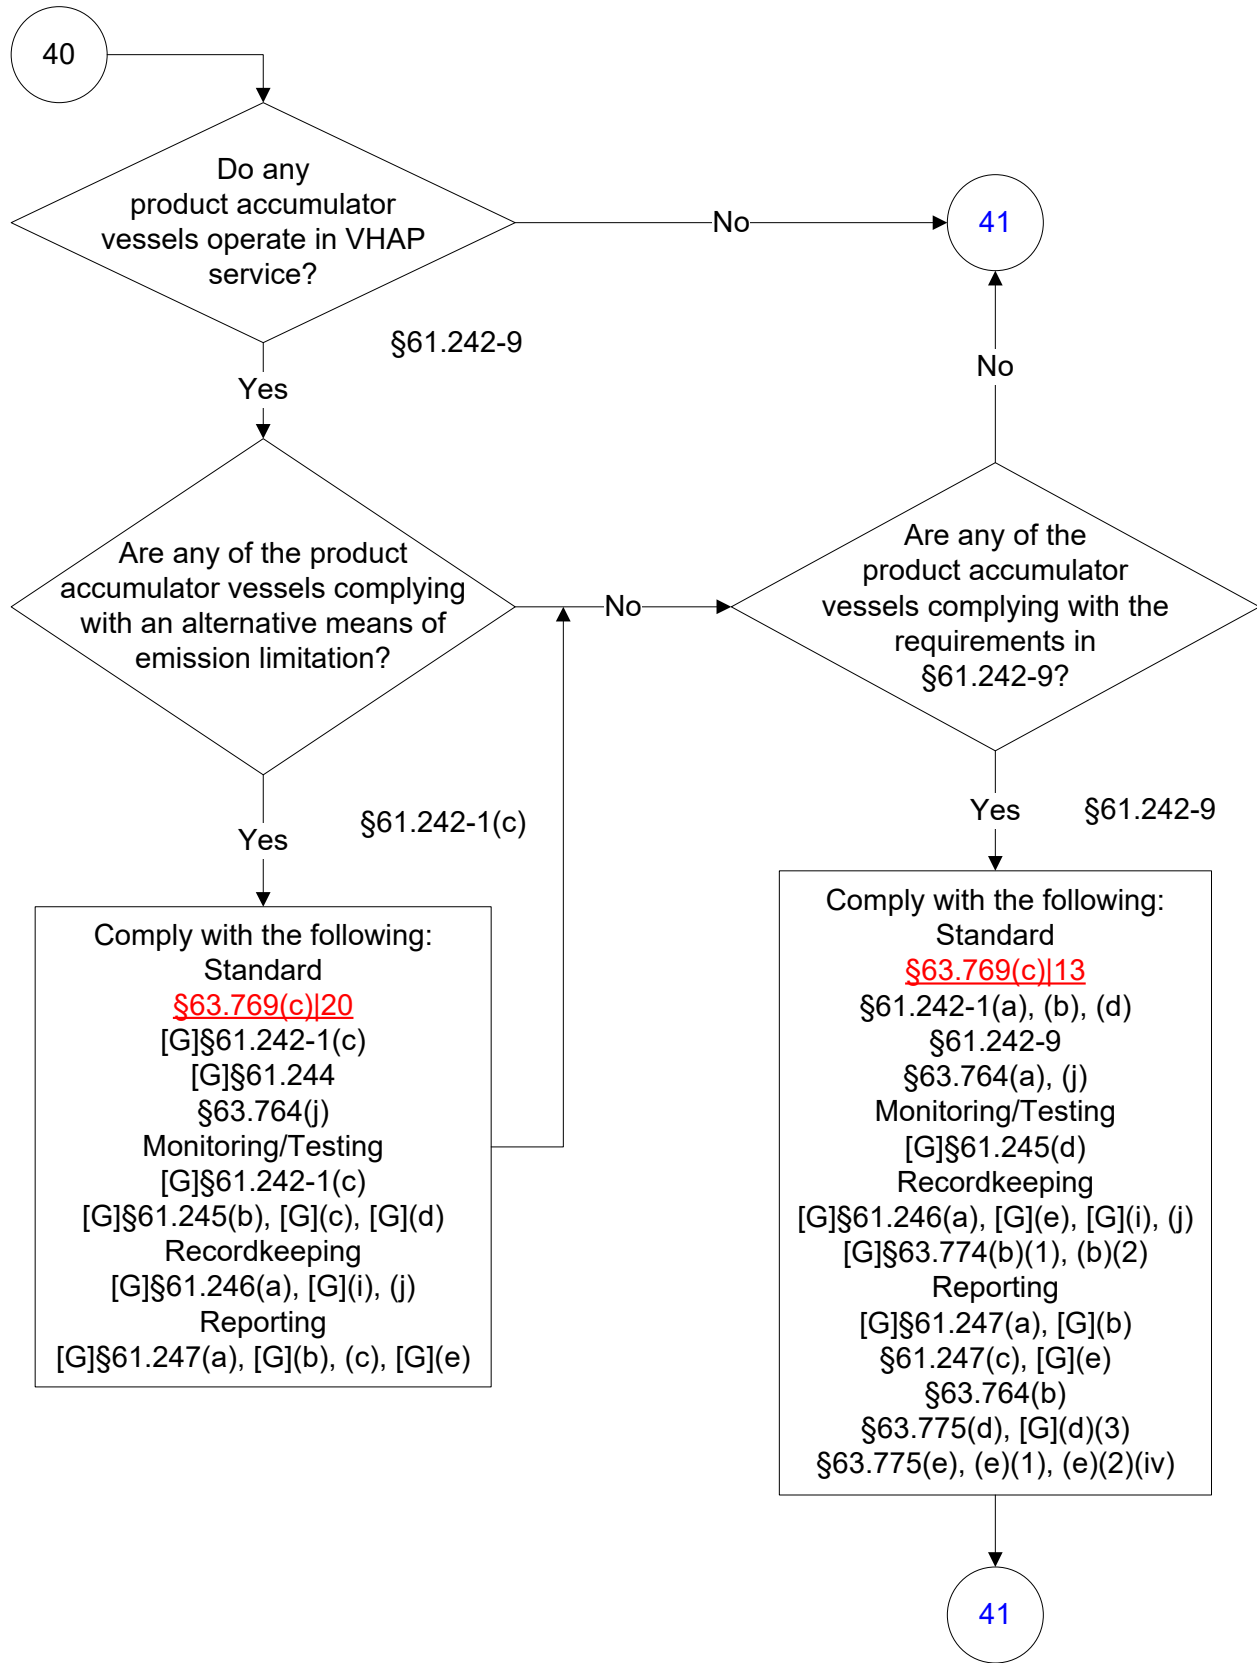 40
Do any
product accumulator
vessels operate in VHAP
service?
No
41
§61.242-9
Yes
No
Are any of the product
accumulator vessels complying
with an alternative means of
emission limitation?
No
Are any of the
product accumulator
vessels complying with the
requirements in
§61.242-9?
Yes
§61.242-1(c)
Yes
§61.242-9
Comply with the following:
Standard
§63.769(c)|20
[G]§61.242-1(c)
[G]§61.244
§63.764(j)
Monitoring/Testing
[G]§61.242-1(c)
[G]§61.245(b), [G](c), [G](d)
Recordkeeping
[G]§61.246(a), [G](i), (j)
Reporting
[G]§61.247(a), [G](b), (c), [G](e)
Comply with the following:
Standard
§63.769(c)|13
§61.242-1(a), (b), (d)
§61.242-9
§63.764(a), (j)
Monitoring/Testing
[G]§61.245(d)
Recordkeeping
[G]§61.246(a), [G](e), [G](i), (j)
[G]§63.774(b)(1), (b)(2)
Reporting
[G]§61.247(a), [G](b)
§61.247(c), [G](e)
§63.764(b)
§63.775(d), [G](d)(3)
§63.775(e), (e)(1), (e)(2)(iv)
41